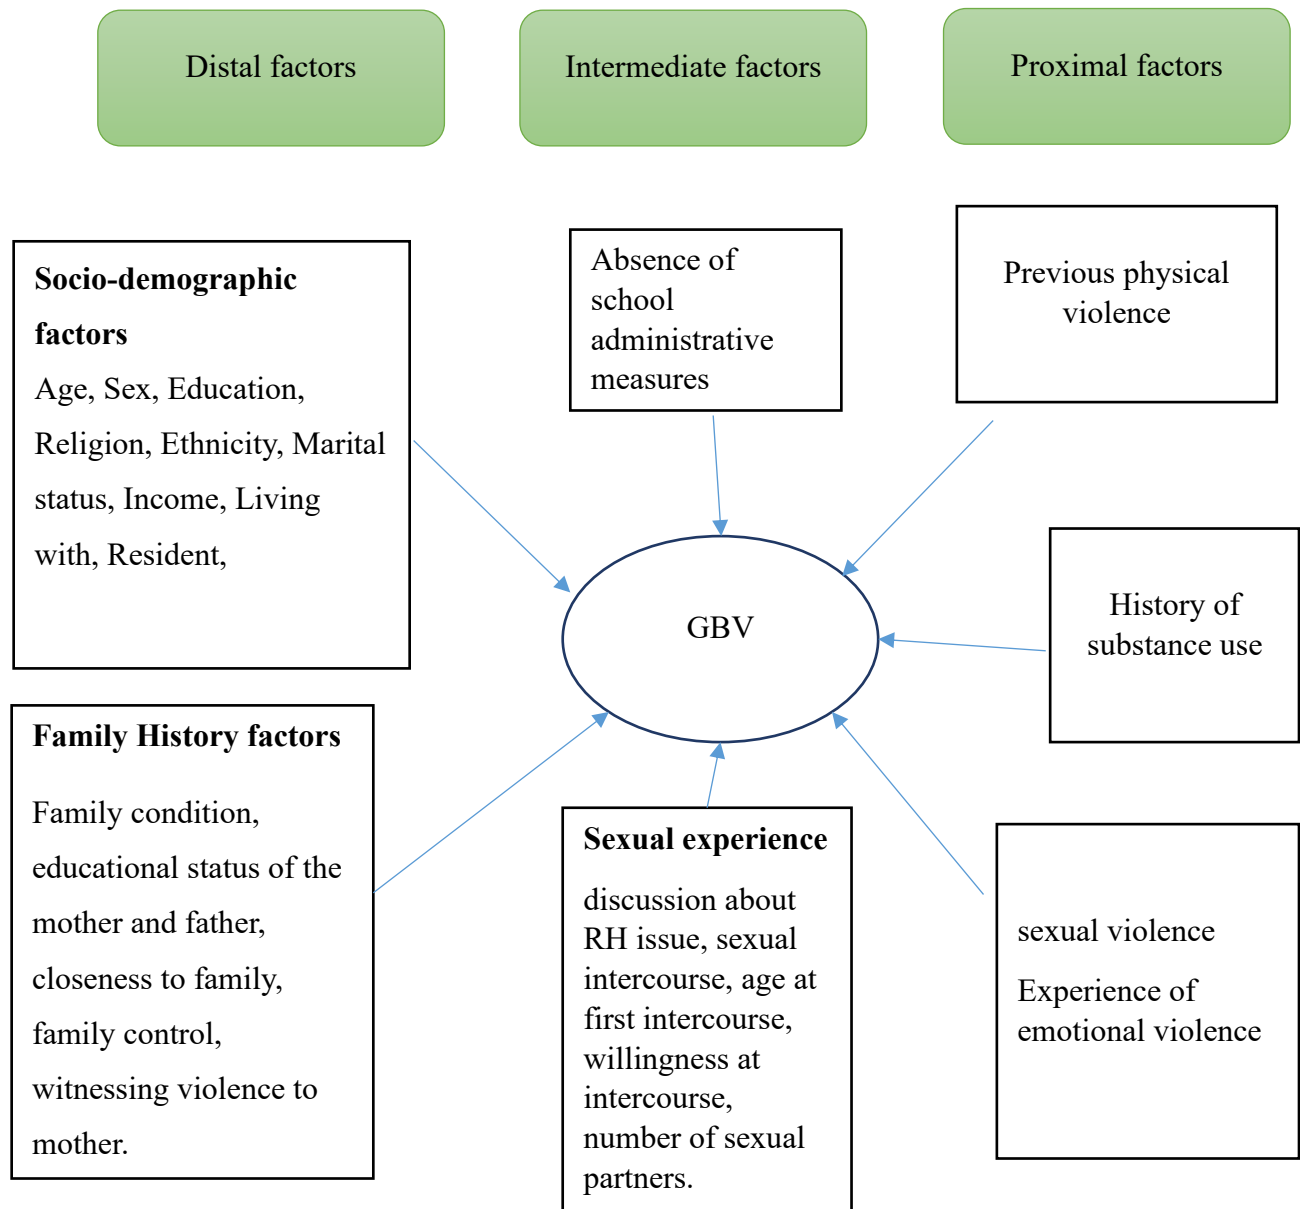 Distal factors
Intermediate factors
Proximal factors
Socio-demographic
factors
Age, Sex, Education,
Religion, Ethnicity, Marital
status, Income, Living
with, Resident,
Absence of
school
administrative
measures
Previous physical
violence
GBV
History of
substance use
Family History factors
Family condition,
educational status of the
mother and father,
closeness to family,
family control,
witnessing violence to
mother.
Sexual experience
discussion about
RH issue, sexual
intercourse, age at
first intercourse,
willingness at
intercourse,
number of sexual
partners.
sexual violence
Experience of
emotional violence